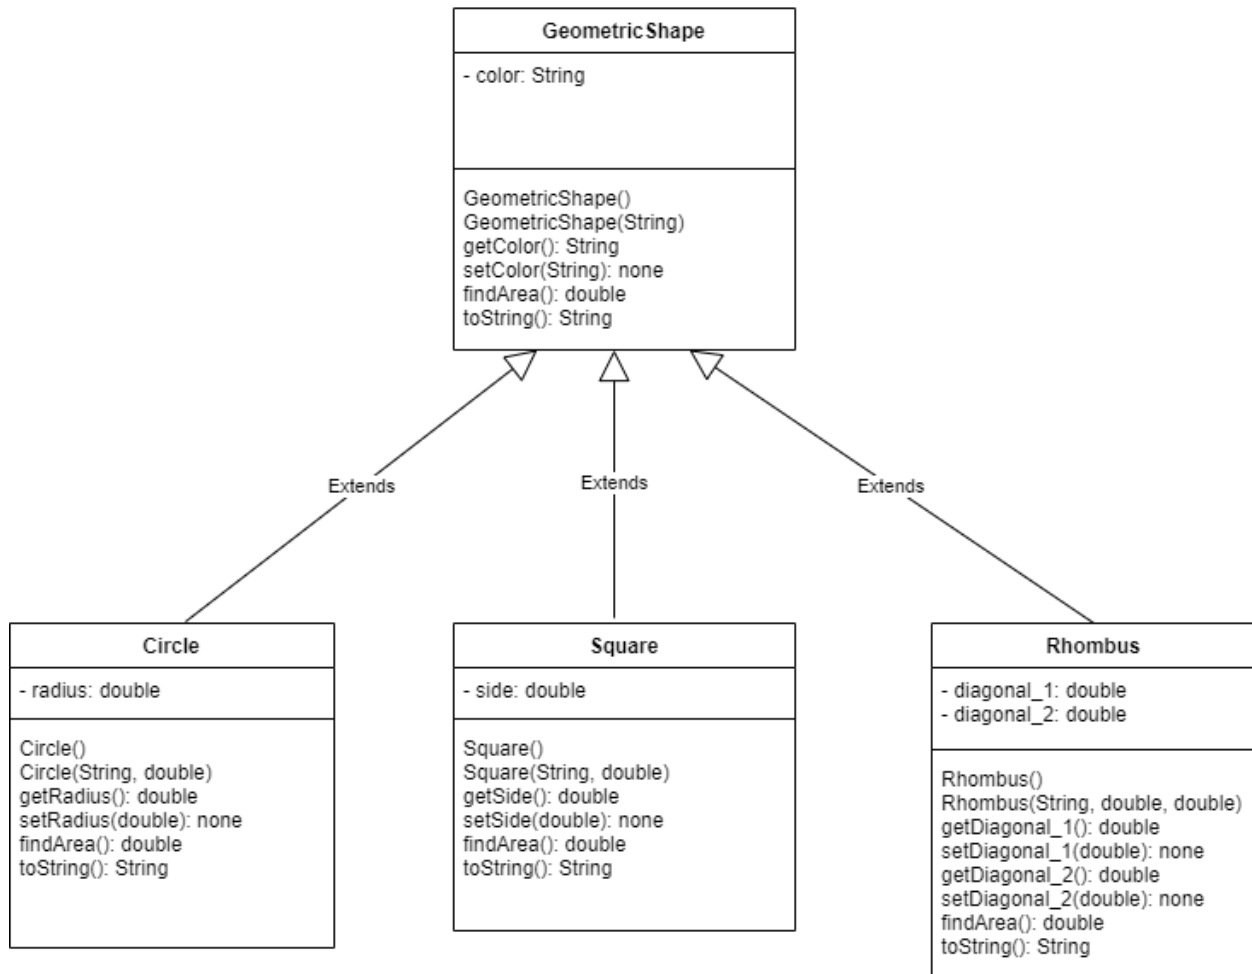 GeometricShape
- color: String
GeometricShape()
GeometricShape(String)
getColor(): String
setColor(String): none
findArea(): double
toString(): String
Extends
Extends
Extends
Circle
- radius: double
Circle()
Circle(String, double)
getRadius(): double
setRadius(double): none
findArea(): double
toString(): String
Square
- side: double
Square()
Square(String, double)
getSide(): double
setSide(double): none
findArea(): double
toString(): String
Rhombus
- diagonal_1: double
- diagonal_2: double
Rhombus()
Rhombus(String, double, double)
getDiagonal_1(): double
setDiagonal_1(double): none
getDiagonal_2(): double
setDiagonal_2(double): none
findArea(): double
toString(): String